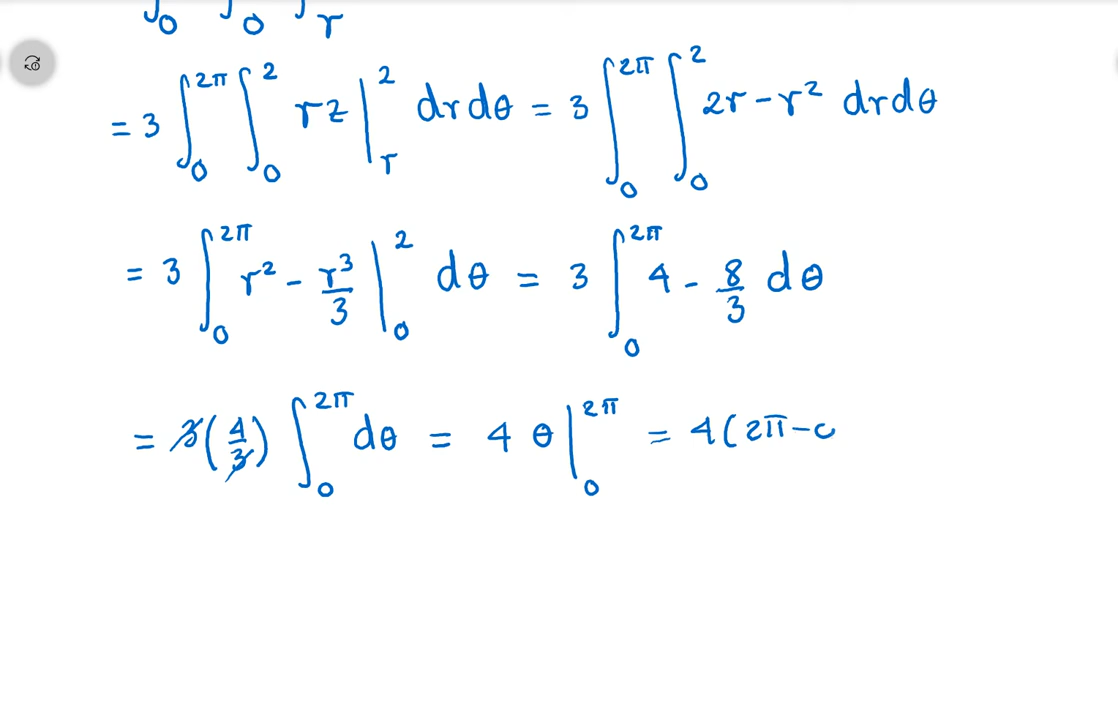 ∫₀ ∫₀ ∫ᵣ
= 3 ∫₀^{2π} ∫₀^{2} rz |ᵣ^{2} dr dθ = 3 ∫₀^{2π} ∫₀^{2} 2r - r² dr dθ
= 3 ∫₀^{2π} r² - r³/3 |₀^{2} dθ = 3 ∫₀^{2π} 4 - 8/3 dθ
= 3(4/3) ∫₀^{2π} dθ = 4 θ |₀^{2π} = 4(2π-